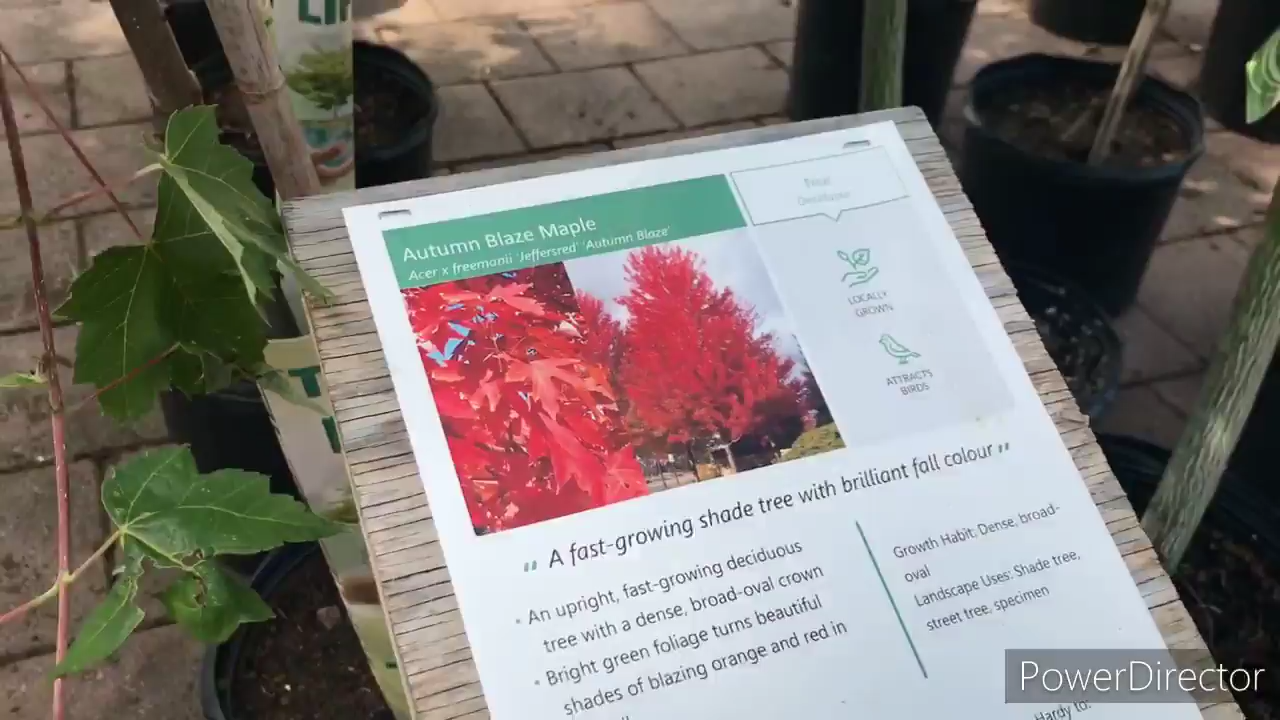 Autumn Blaze Maple
Acer x freemanii 'Jeffersred' 'Autumn Blaze'
LOCALLY
GROWN
ATTRACTS
BIRDS
" A fast-growing shade tree with brilliant fall colour "
• An upright, fast-growing deciduous
tree with a dense, broad-oval crown
• Bright green foliage turns beautiful
shades of blazing orange and red in
Growth Habit: Dense, broad-
oval
Landscape Uses: Shade tree,
street tree, specimen
Hardy to:
PowerDirector